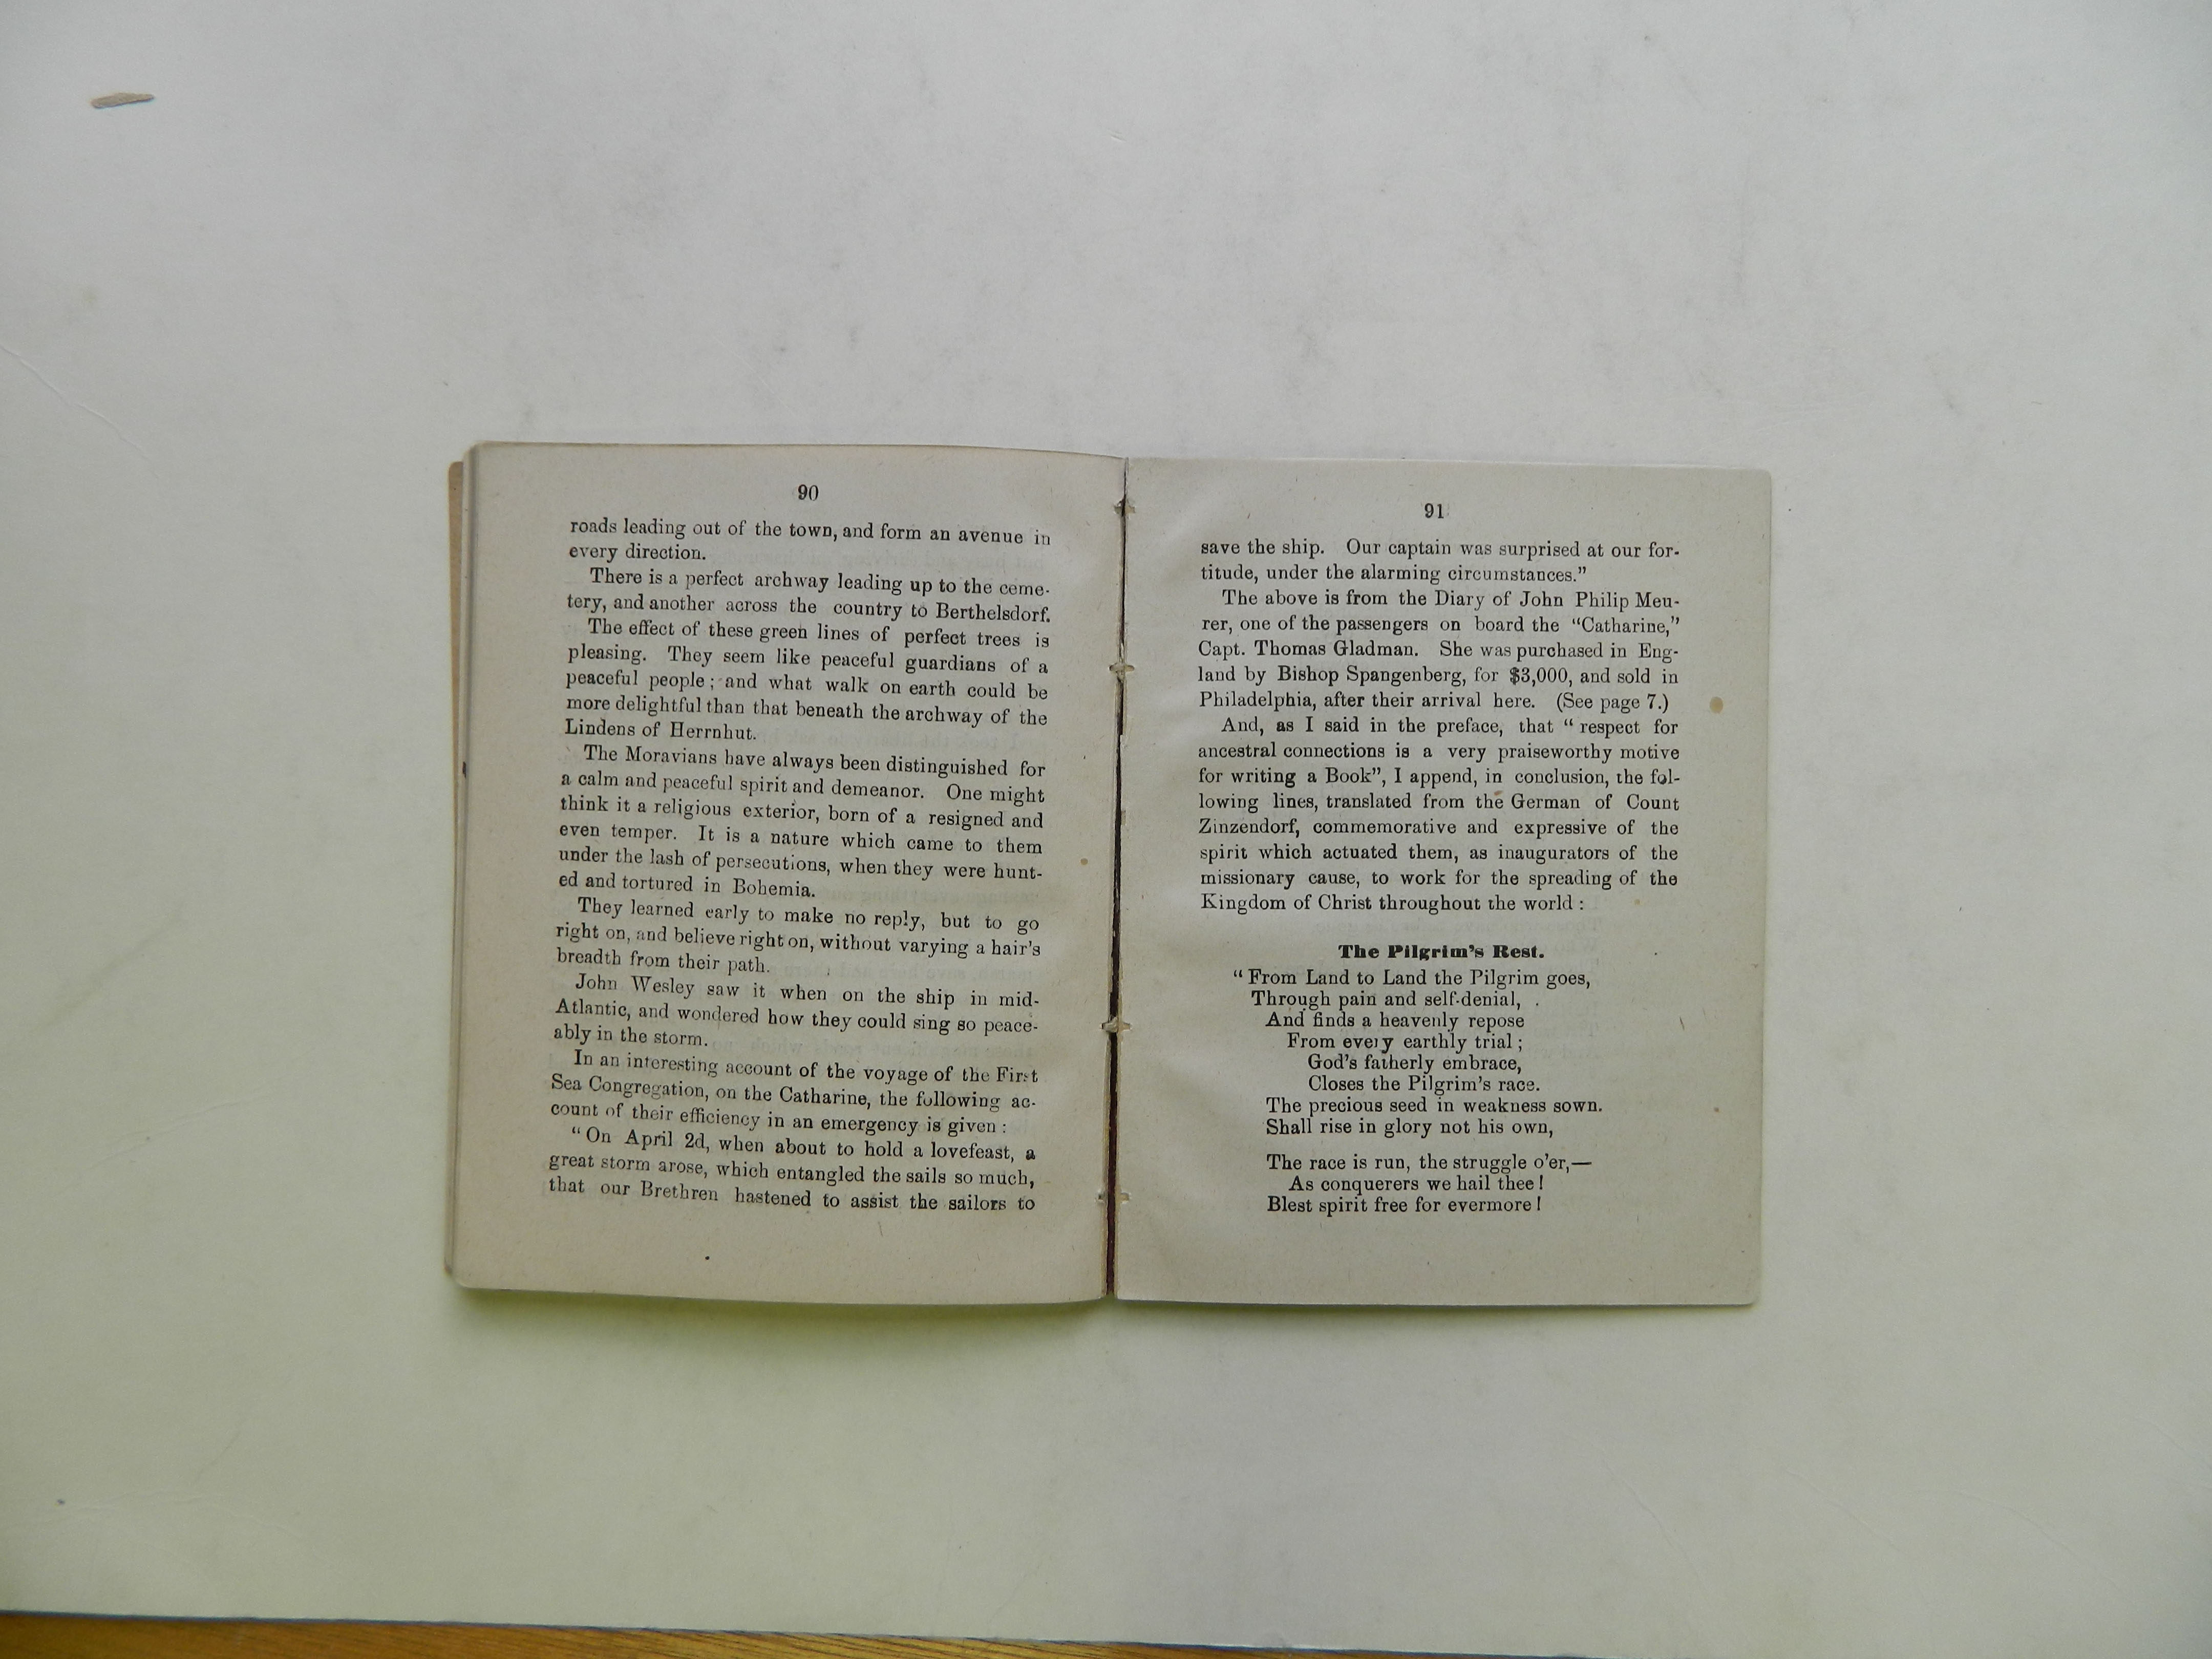 90
roads leading out of the town, and form an avenue in
every direction.
There is a perfect archway leading up to the ceme-
tery, and another across the country to Berthelsdorf.
The effect of these green lines of perfect trees is
pleasing. They seem like peaceful guardians of a
peaceful people; and what walk on earth could be
more delightful than that beneath the archway of the
Lindens of Herrnhut.
The Moravians have always been distinguished for
a calm and peaceful spirit and demeanor. One might
think it a religious exterior, born of a resigned and
even temper. It is a nature which came to them
under the lash of persecutions, when they were hunt-
ed and tortured in Bohemia.
They learned early to make no reply, but to go
right on, and believe right on, without varying a hair's
breadth from their path.
John Wesley saw it when on the ship in mid-
Atlantic, and wondered how they could sing so peace-
ably in the storm.
In an interesting account of the voyage of the First
Sea Congregation, on the Catharine, the following ac-
count of their efficiency in an emergency is given:
"On April 2d, when about to hold a lovefeast, a
great storm arose, which entangled the sails so much,
that our Brethren hastened to assist the sailors to
91
save the ship. Our captain was surprised at our for-
titude, under the alarming circumstances."
The above is from the Diary of John Philip Meu-
rer, one of the passengers on board the "Catharine,"
Capt. Thomas Gladman. She was purchased in Eng-
land by Bishop Spangenberg, for $3,000, and sold in
Philadelphia, after their arrival here. (See page 7.)
And, as I said in the preface, that "respect for
ancestral connections is a very praiseworthy motive
for writing a Book", I append, in conclusion, the fol-
lowing lines, translated from the German of Count
Zinzendorf, commemorative and expressive of the
spirit which actuated them, as inaugurators of the
missionary cause, to work for the spreading of the
Kingdom of Christ throughout the world:
The Pilgrim's Rest.
"From Land to Land the Pilgrim goes,
Through pain and self-denial,
And finds a heavenly repose
From every earthly trial;
God's fatherly embrace,
Closes the Pilgrim's race.
The precious seed in weakness sown.
Shall rise in glory not his own,
The race is run, the struggle o'er,—
As conquerers we hail thee!
Blest spirit free for evermore!